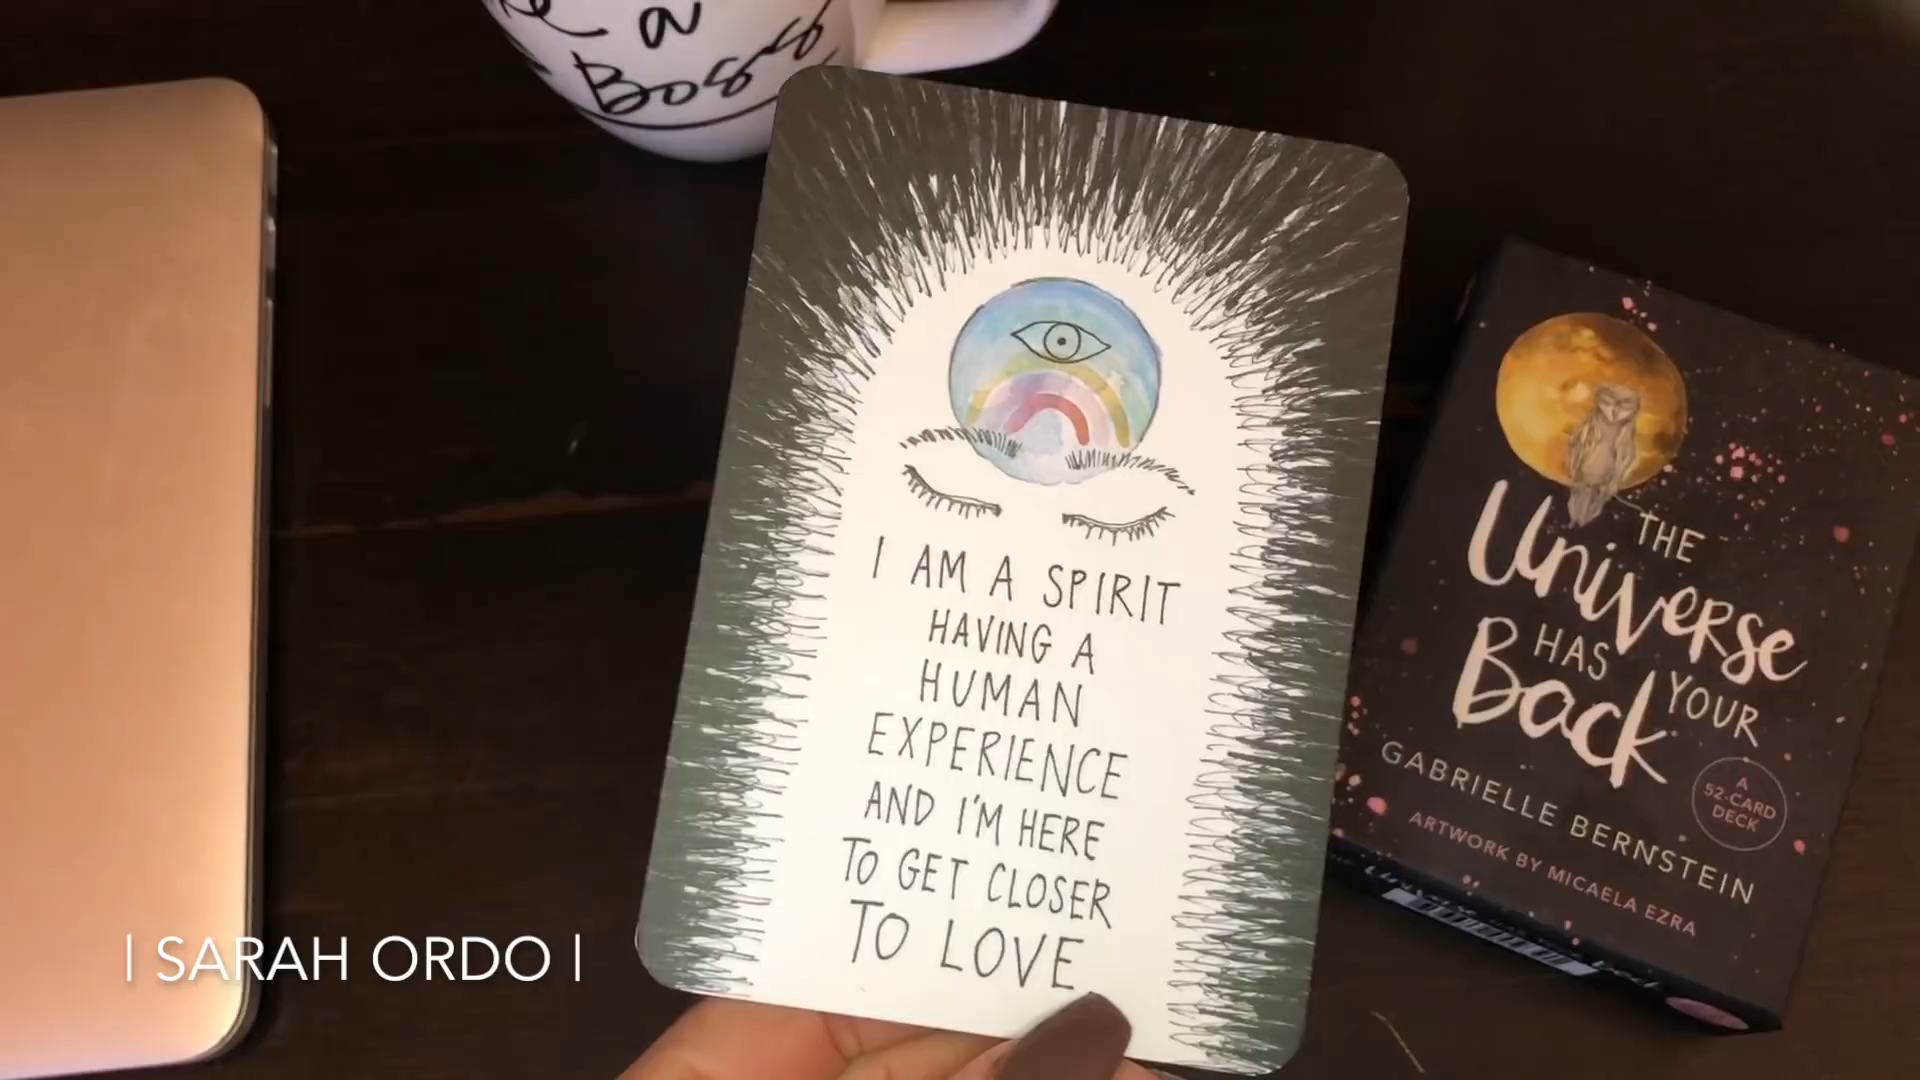 a
Boss
I AM A SPIRIT
HAVING A
HUMAN
EXPERIENCE
AND I'M HERE
TO GET CLOSER
TO LOVE
THE
Universe
HAS YOUR
Back
GABRIELLE BERNSTEIN
A
52-CARD
DECK
ARTWORK BY MICAELA EZRA
| SARAH ORDO |